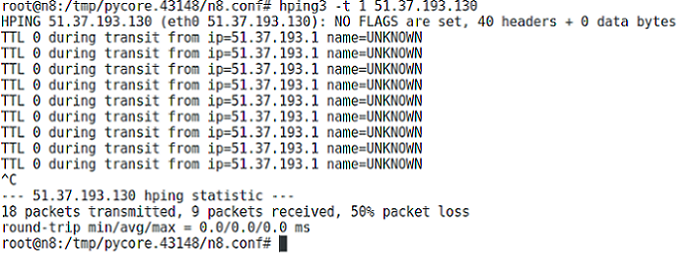 root@n8:/tmp/pycore.43148/n8.conf# hping3 -t 1 51.37.193.130
HPING 51.37.193.130 (eth0 51.37.193.130): NO FLAGS are set, 40 headers + 0 data bytes
TTL 0 during transit from ip=51.37.193.1 name=UNKNOWN
TTL 0 during transit from ip=51.37.193.1 name=UNKNOWN
TTL 0 during transit from ip=51.37.193.1 name=UNKNOWN
TTL 0 during transit from ip=51.37.193.1 name=UNKNOWN
TTL 0 during transit from ip=51.37.193.1 name=UNKNOWN
TTL 0 during transit from ip=51.37.193.1 name=UNKNOWN
TTL 0 during transit from ip=51.37.193.1 name=UNKNOWN
TTL 0 during transit from ip=51.37.193.1 name=UNKNOWN
TTL 0 during transit from ip=51.37.193.1 name=UNKNOWN
^C
--- 51.37.193.130 hping statistic ---
18 packets transmitted, 9 packets received, 50% packet loss
round-trip min/avg/max = 0.0/0.0/0.0 ms
root@n8:/tmp/pycore.43148/n8.conf#